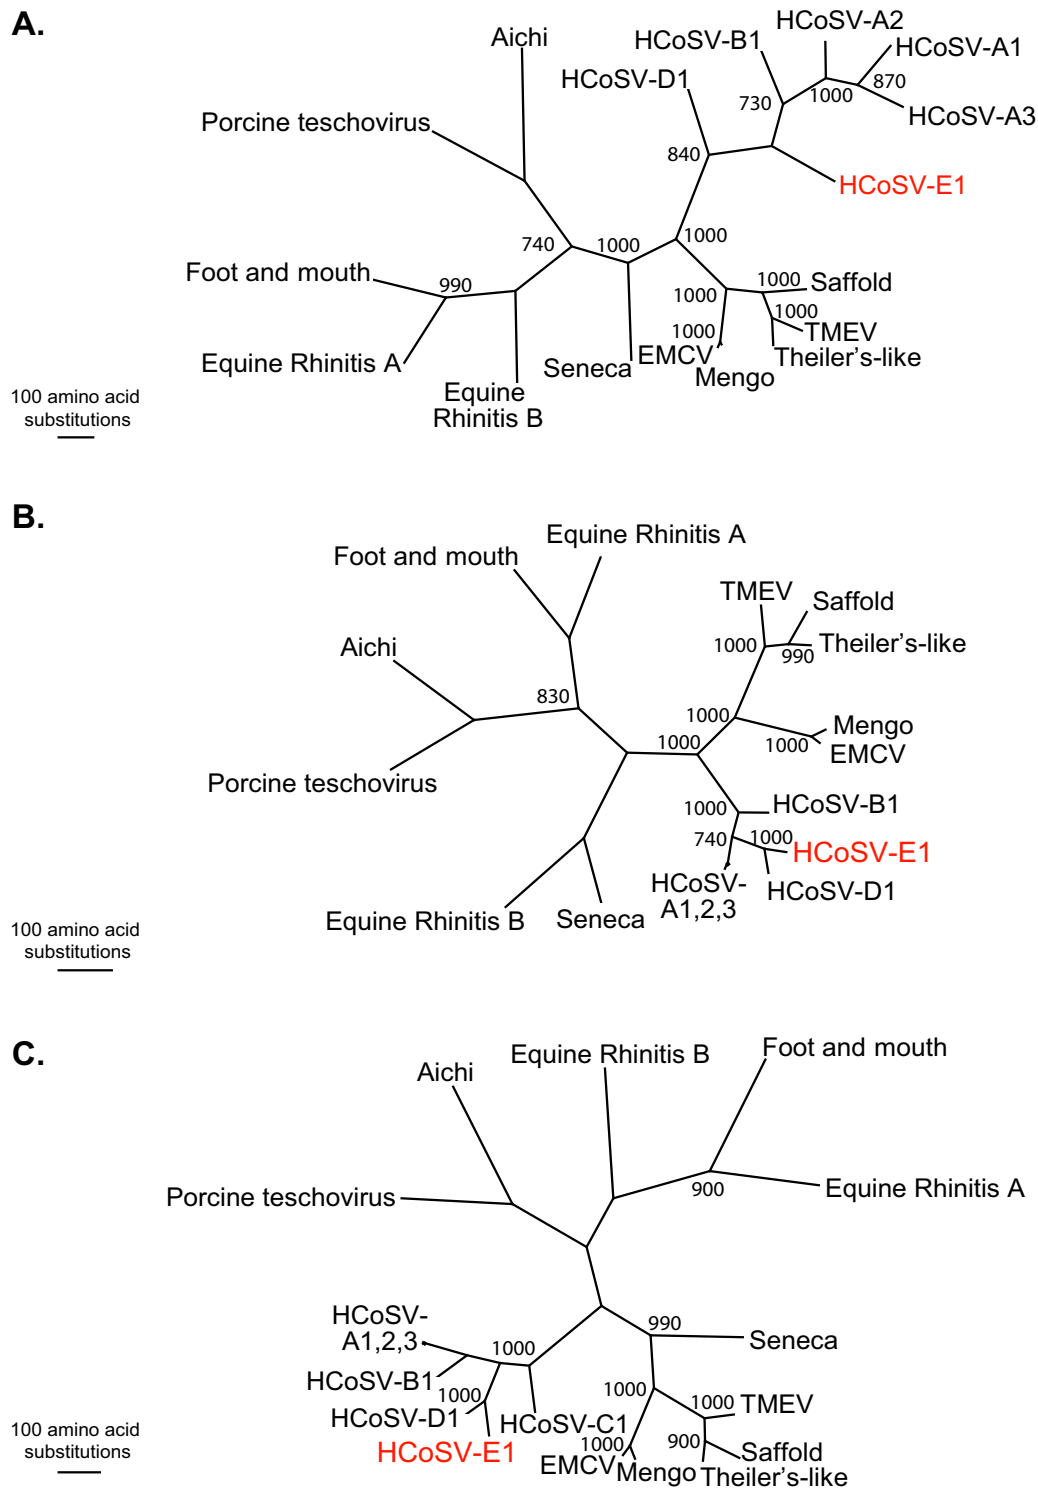 A.
Aichi
HCoSV-A2
HCoSV-B1
HCoSV-A1
HCoSV-D1
870
730
1000
HCoSV-A3
Porcine teschovirus
840
HCoSV-E1
740
1000
1000
Foot and mouth
990
1000
Saffold
1000
1000
TMEV
1000
EMCV
Theiler's-like
Equine Rhinitis A
Seneca
Mengo
Equine
Rhinitis B
100 amino acid
substitutions
B.
Equine Rhinitis A
Foot and mouth
TMEV
Saffold
Aichi
1000
Theiler's-like
990
830
1000
Mengo
1000
1000
EMCV
Porcine teschovirus
1000
HCoSV-B1
740
1000
HCoSV-E1
HCoSV-
A1,2,3
HCoSV-D1
Equine Rhinitis B
Seneca
100 amino acid
substitutions
C.
Equine Rhinitis B
Foot and mouth
Aichi
Porcine teschovirus
900
Equine Rhinitis A
HCoSV-
A1,2,3
990
1000
Seneca
HCoSV-B1
1000
1000
1000
TMEV
HCoSV-D1
HCoSV-C1
HCoSV-E1
1000
900
Saffold
EMCV
Mengo
Theiler's-like
100 amino acid
substitutions